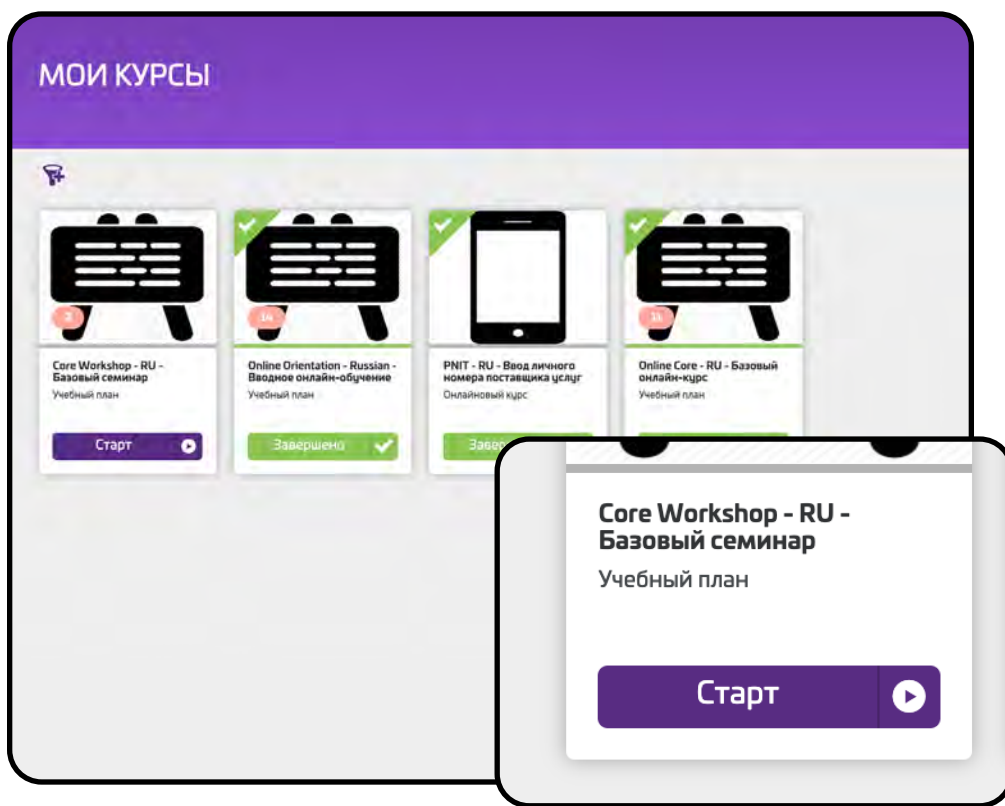 МОИ КУРСЫ
Core Workshop - RU -
Базовый семинар
Учебный план
Старт
14
Online Orientation - Russian -
Вводное онлайн-обучение
Учебный план
Завершено
PNIT - RU - Ввод личного
номера поставщика услуг
Онлайновый курс
Завер
Online Core - RU - Базовый
онлайн-курс
Учебный план
Core Workshop - RU -
Базовый семинар
Учебный план
Старт